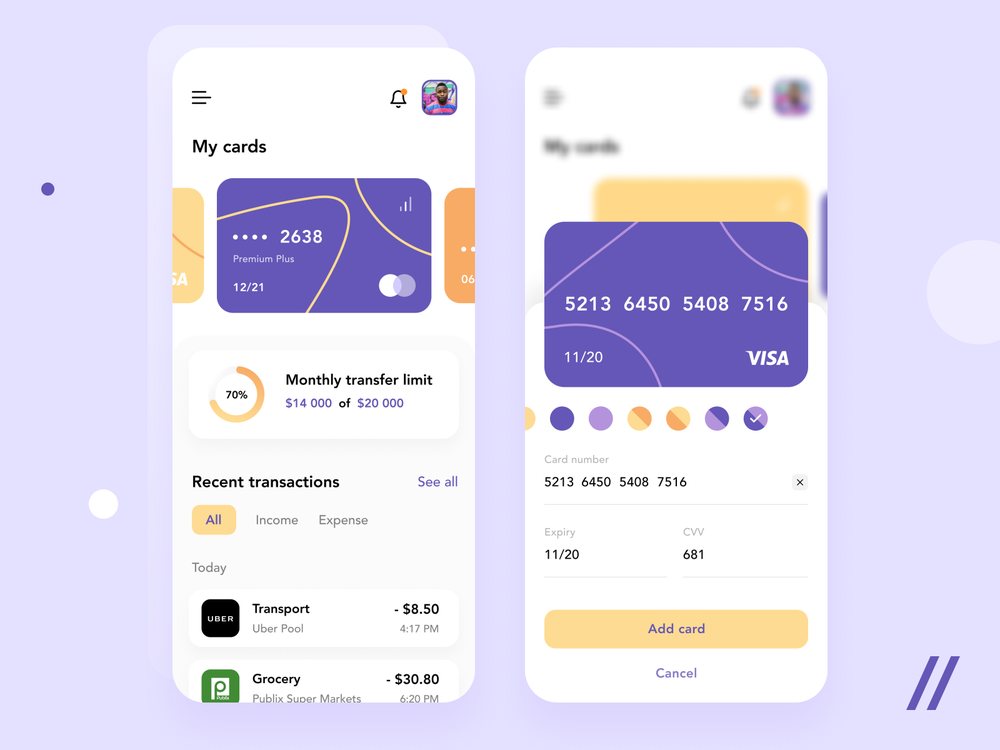 My cards
SA
•••• 2638
Premium Plus
12/21
••
06
70%
Monthly transfer limit
$14 000 of $20 000
Recent transactions
See all
All
Income
Expense
Today
UBER
Transport
- $8.50
Uber Pool
4:17 PM
Publix
Grocery
- $30.80
Publix Super Markets
6:20 PM
My cards
5213 6450 5408 7516
11/20
VISA
Card number
5213 6450 5408 7516
Expiry
CVV
11/20
681
Add card
Cancel